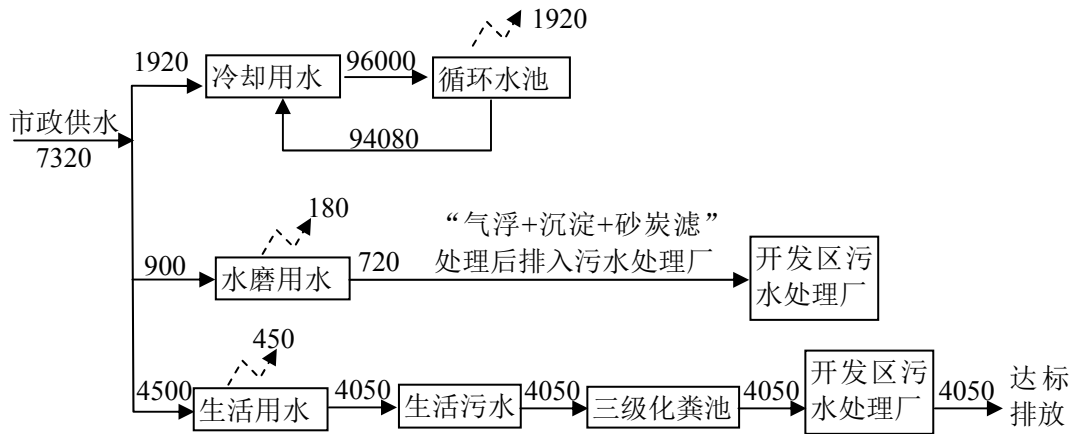 1920
1920
冷却用水
96000
循环水池
94080
市政供水
7320
180
“气浮+沉淀+砂炭滤”
处理后排入污水处理厂
900
水磨用水
720
开发区污
水处理厂
450
4500
生活用水
4050
生活污水
4050
三级化粪池
4050
开发区污
水处理厂
4050
达标
排放